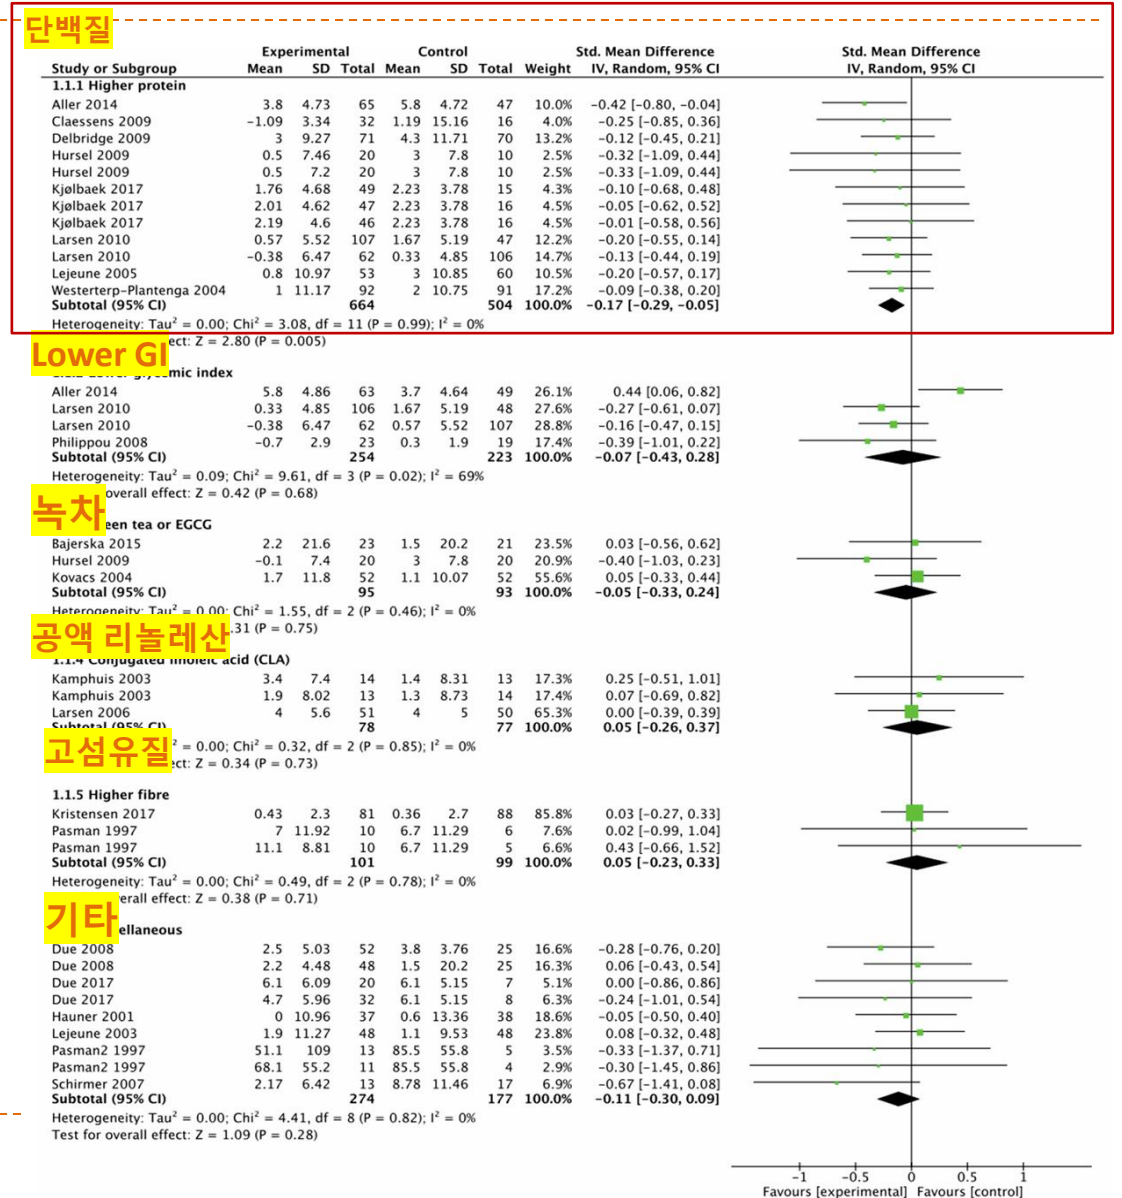 단백질
Experimental Control Std. Mean Difference Std. Mean Difference
Study or Subgroup Mean SD Total Mean SD Total Weight IV, Random, 95% CI IV, Random, 95% CI
1.1.1 Higher protein
Aller 2014 3.8 4.73 65 5.8 4.72 47 10.0% −0.42 [−0.80, −0.04]
Claessens 2009 −1.09 3.34 32 1.19 15.16 16 4.0% −0.25 [−0.85, 0.36]
Delbridge 2009 3 9.27 71 4.3 11.71 70 13.2% −0.12 [−0.45, 0.21]
Hursel 2009 0.5 7.46 20 3 7.8 10 2.5% −0.32 [−1.09, 0.44]
Hursel 2009 0.5 7.2 20 3 7.8 10 2.5% −0.33 [−1.09, 0.44]
Kjølbaek 2017 1.76 4.68 49 2.23 3.78 15 4.3% −0.10 [−0.68, 0.48]
Kjølbaek 2017 2.01 4.62 47 2.23 3.78 16 4.5% −0.05 [−0.62, 0.52]
Kjølbaek 2017 2.19 4.6 46 2.23 3.78 16 4.5% −0.01 [−0.58, 0.56]
Larsen 2010 0.57 5.52 107 1.67 5.19 47 12.2% −0.20 [−0.55, 0.14]
Larsen 2010 −0.38 6.47 62 0.33 4.85 106 14.7% −0.13 [−0.44, 0.19]
Lejeune 2005 0.8 10.97 53 3 10.85 60 10.5% −0.20 [−0.57, 0.17]
Westerterp-Plantenga 2004 1 11.17 92 2 10.75 91 17.2% −0.09 [−0.38, 0.20]
Subtotal (95% CI) 664 504 100.0% −0.17 [−0.29, −0.05]
Heterogeneity: Tau² = 0.00; Chi² = 3.08, df = 11 (P = 0.99); I² = 0%
ect: Z = 2.80 (P = 0.005)
Lower GI
mic index
Aller 2014 5.8 4.86 63 3.7 4.64 49 26.1% 0.44 [0.06, 0.82]
Larsen 2010 0.33 4.85 106 1.67 5.19 48 27.6% −0.27 [−0.61, 0.07]
Larsen 2010 −0.38 6.47 62 0.57 5.52 107 28.8% −0.16 [−0.47, 0.15]
Philippou 2008 −0.7 2.9 23 0.3 1.9 19 17.4% −0.39 [−1.01, 0.22]
Subtotal (95% CI) 254 223 100.0% −0.07 [−0.43, 0.28]
Heterogeneity: Tau² = 0.09; Chi² = 9.61, df = 3 (P = 0.02); I² = 69%
overall effect: Z = 0.42 (P = 0.68)
녹차
een tea or EGCG
Bajerska 2015 2.2 21.6 23 1.5 20.2 21 23.5% 0.03 [−0.56, 0.62]
Hursel 2009 −0.1 7.4 20 3 7.8 20 20.9% −0.40 [−1.03, 0.23]
Kovacs 2004 1.7 11.8 52 1.1 10.07 52 55.6% 0.05 [−0.33, 0.44]
Subtotal (95% CI) 95 93 100.0% −0.05 [−0.33, 0.24]
Heterogeneity: Tau² = 0.00; Chi² = 1.55, df = 2 (P = 0.46); I² = 0%
.31 (P = 0.75)
공액 리놀레산
1.1.4 Conjugated linoleic acid (CLA)
Kamphuis 2003 3.4 7.4 14 1.4 8.31 13 17.3% 0.25 [−0.51, 1.01]
Kamphuis 2003 1.9 8.02 13 1.3 8.73 14 17.4% 0.07 [−0.69, 0.82]
Larsen 2006 4 5.6 51 4 5 50 65.3% 0.00 [−0.39, 0.39]
Subtotal (95% CI) 78 77 100.0% 0.05 [−0.26, 0.37]
고섬유질
² = 0.00; Chi² = 0.32, df = 2 (P = 0.85); I² = 0%
ect: Z = 0.34 (P = 0.73)
1.1.5 Higher fibre
Kristensen 2017 0.43 2.3 81 0.36 2.7 88 85.8% 0.03 [−0.27, 0.33]
Pasman 1997 7 11.92 10 6.7 11.29 6 7.6% 0.02 [−0.99, 1.04]
Pasman 1997 11.1 8.81 10 6.7 11.29 5 6.6% 0.43 [−0.66, 1.52]
Subtotal (95% CI) 101 99 100.0% 0.05 [−0.23, 0.33]
Heterogeneity: Tau² = 0.00; Chi² = 0.49, df = 2 (P = 0.78); I² = 0%
erall effect: Z = 0.38 (P = 0.71)
기타
ellaneous
Due 2008 2.5 5.03 52 3.8 3.76 25 16.6% −0.28 [−0.76, 0.20]
Due 2008 2.2 4.48 48 1.5 20.2 25 16.3% 0.06 [−0.43, 0.54]
Due 2017 6.1 6.09 20 6.1 5.15 7 5.1% 0.00 [−0.86, 0.86]
Due 2017 4.7 5.96 32 6.1 5.15 8 6.3% −0.24 [−1.01, 0.54]
Hauner 2001 0 10.96 37 0.6 13.36 38 18.6% −0.05 [−0.50, 0.40]
Lejeune 2003 1.9 11.27 48 1.1 9.53 48 23.8% 0.08 [−0.32, 0.48]
Pasman2 1997 51.1 109 13 85.5 55.8 5 3.5% −0.33 [−1.37, 0.71]
Pasman2 1997 68.1 55.2 11 85.5 55.8 4 2.9% −0.30 [−1.45, 0.86]
Schirmer 2007 2.17 6.42 13 8.78 11.46 17 6.9% −0.67 [−1.41, 0.08]
Subtotal (95% CI) 274 177 100.0% −0.11 [−0.30, 0.09]
Heterogeneity: Tau² = 0.00; Chi² = 4.41, df = 8 (P = 0.82); I² = 0%
Test for overall effect: Z = 1.09 (P = 0.28)
−1 −0.5 0 0.5 1
Favours [experimental] Favours [control]